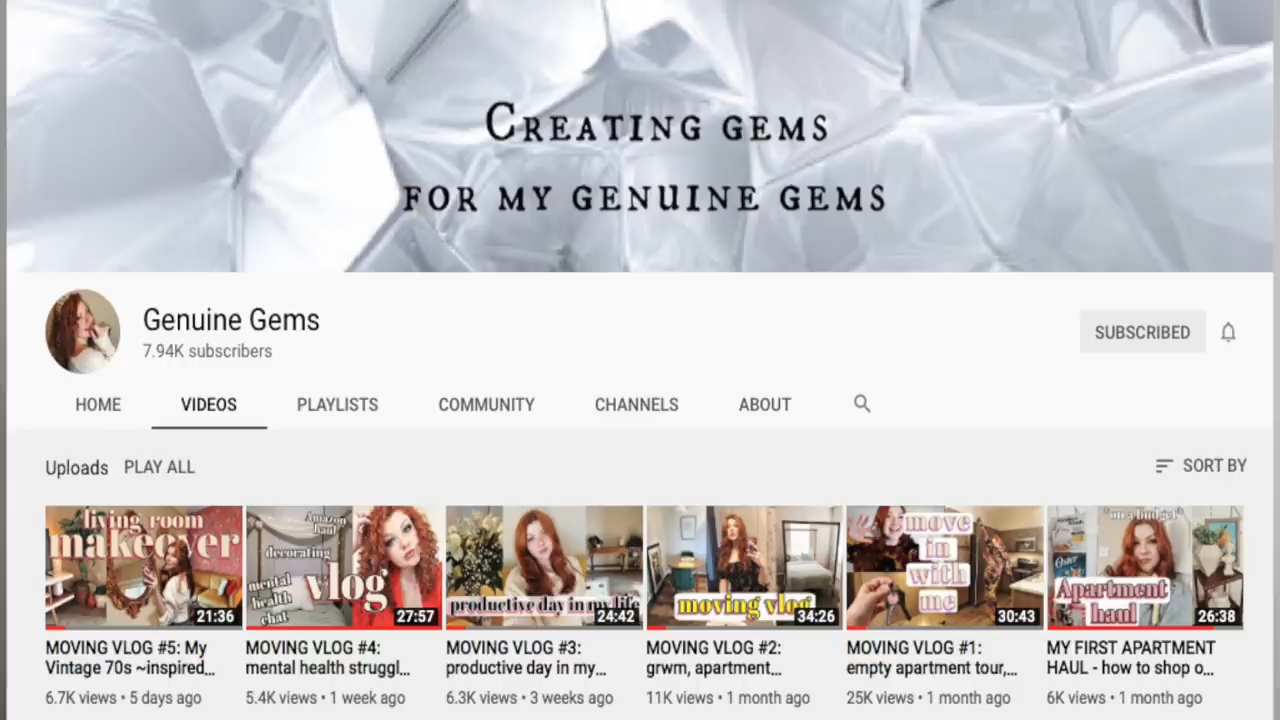 CREATING GEMS
FOR MY GENUINE GEMS
Genuine Gems
7.94K subscribers
SUBSCRIBED
HOME VIDEOS PLAYLISTS COMMUNITY CHANNELS ABOUT
Uploads PLAY ALL
SORT BY
living room
makeover
21:36
Amazon
haul
decorating
mental
health
chat
vlog
27:57
productive day in my life
24:42
moving vlog
34:26
move
in
with
me
30:43
"on a budget"
Apartment
haul
26:38
MOVING VLOG #5: My
Vintage 70s ~inspired...
6.7K views • 5 days ago
MOVING VLOG #4:
mental health struggl...
5.4K views • 1 week ago
MOVING VLOG #3:
productive day in my...
6.3K views • 3 weeks ago
MOVING VLOG #2:
grwm, apartment...
11K views • 1 month ago
MOVING VLOG #1:
empty apartment tour,...
25K views • 1 month ago
MY FIRST APARTMENT
HAUL - how to shop o...
6K views • 1 month ago